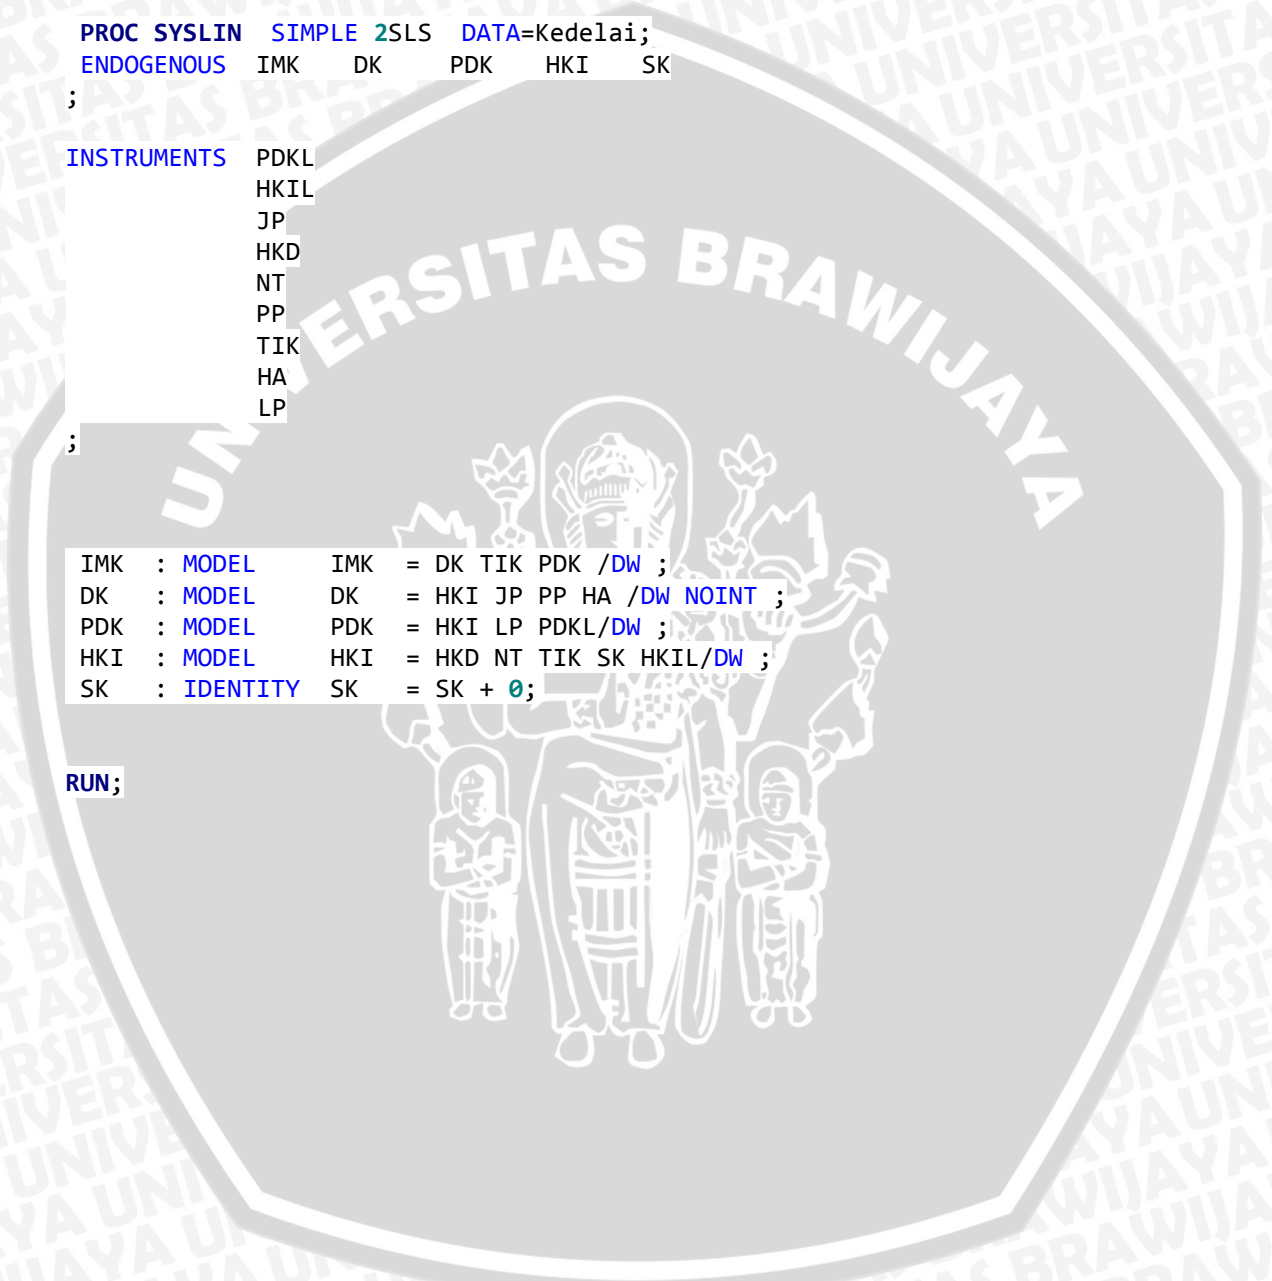 PROC SYSLIN SIMPLE 2SLS DATA=Kedelai;
ENDOGENOUS IMK DK PDK HKI SK
;
INSTRUMENTS PDKL
HKIL
JP
HKD
NT
PP
TIK
HA
LP
;
IMK : MODEL IMK = DK TIK PDK /DW ;
DK : MODEL DK = HKI JP PP HA /DW NOINT ;
PDK : MODEL PDK = HKI LP PDKL/DW ;
HKI : MODEL HKI = HKD NT TIK SK HKIL/DW ;
SK : IDENTITY SK = SK + 0;
RUN;
UNIVERSITAS BRAWIJAYA